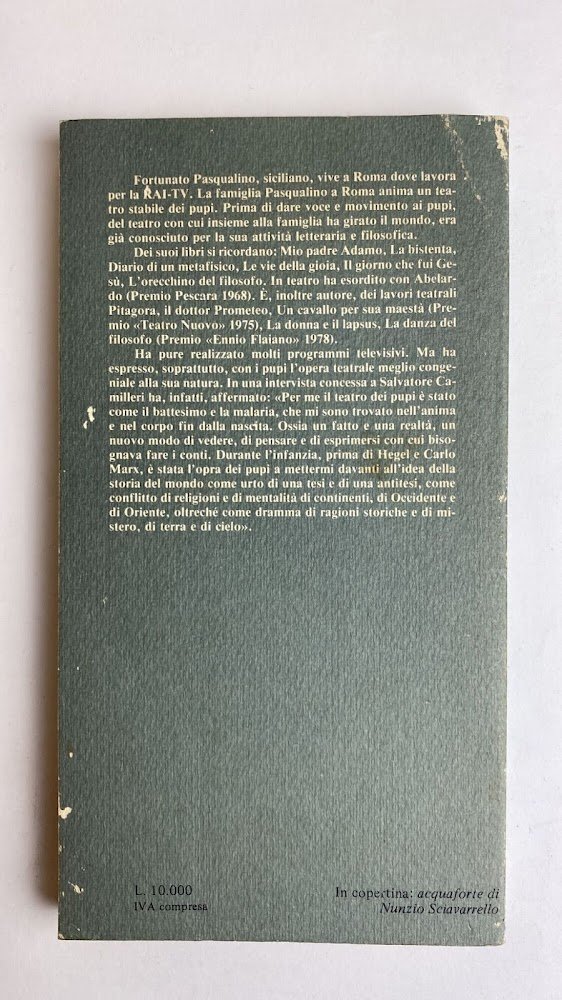 Fortunato Pasqualino, siciliano, vive a Roma dove lavora
per la RAI-TV. La famiglia Pasqualino a Roma anima un tea-
tro stabile dei pupi. Prima di dare voce e movimento ai pupi,
del teatro con cui insieme alla famiglia ha girato il mondo, era
già conosciuto per la sua attività letteraria e filosofica.
Dei suoi libri si ricordano: Mio padre Adamo, La bistenta,
Diario di un metafisico, Le vie della gioia, Il giorno che fui Ge-
sù, L'orecchino del filosofo. In teatro ha esordito con Abelar-
do (Premio Pescara 1968). È, inoltre autore, dei lavori teatrali
Pitagora, il dottor Prometeo, Un cavallo per sua maestà (Pre-
mio «Teatro Nuovo» 1975), La donna e il lapsus, La danza del
filosofo (Premio «Ennio Flaiano» 1978).
Ha pure realizzato molti programmi televisivi. Ma ha
espresso, soprattutto, con i pupi l'opera teatrale meglio conge-
niale alla sua natura. In una intervista concessa a Salvatore Ca-
milleri ha, infatti, affermato: «Per me il teatro dei pupi è stato
come il battesimo e la malaria, che mi sono trovato nell'anima
e nel corpo fin dalla nascita. Ossia un fatto e una realtà, un
nuovo modo di vedere, di pensare e di esprimersi con cui biso-
gnava fare i conti. Durante l'infanzia, prima di Hegel e Carlo
Marx, è stata l'opra dei pupi a mettermi davanti all'idea della
storia del mondo come urto di una tesi e di una antitesi, come
conflitto di religioni e di mentalità di continenti, di Occidente e
di Oriente, oltreché come dramma di ragioni storiche e di mi-
stero, di terra e di cielo».
L. 10.000
IVA compresa
In copertina: acquaforte di
Nunzio Sciavarrello